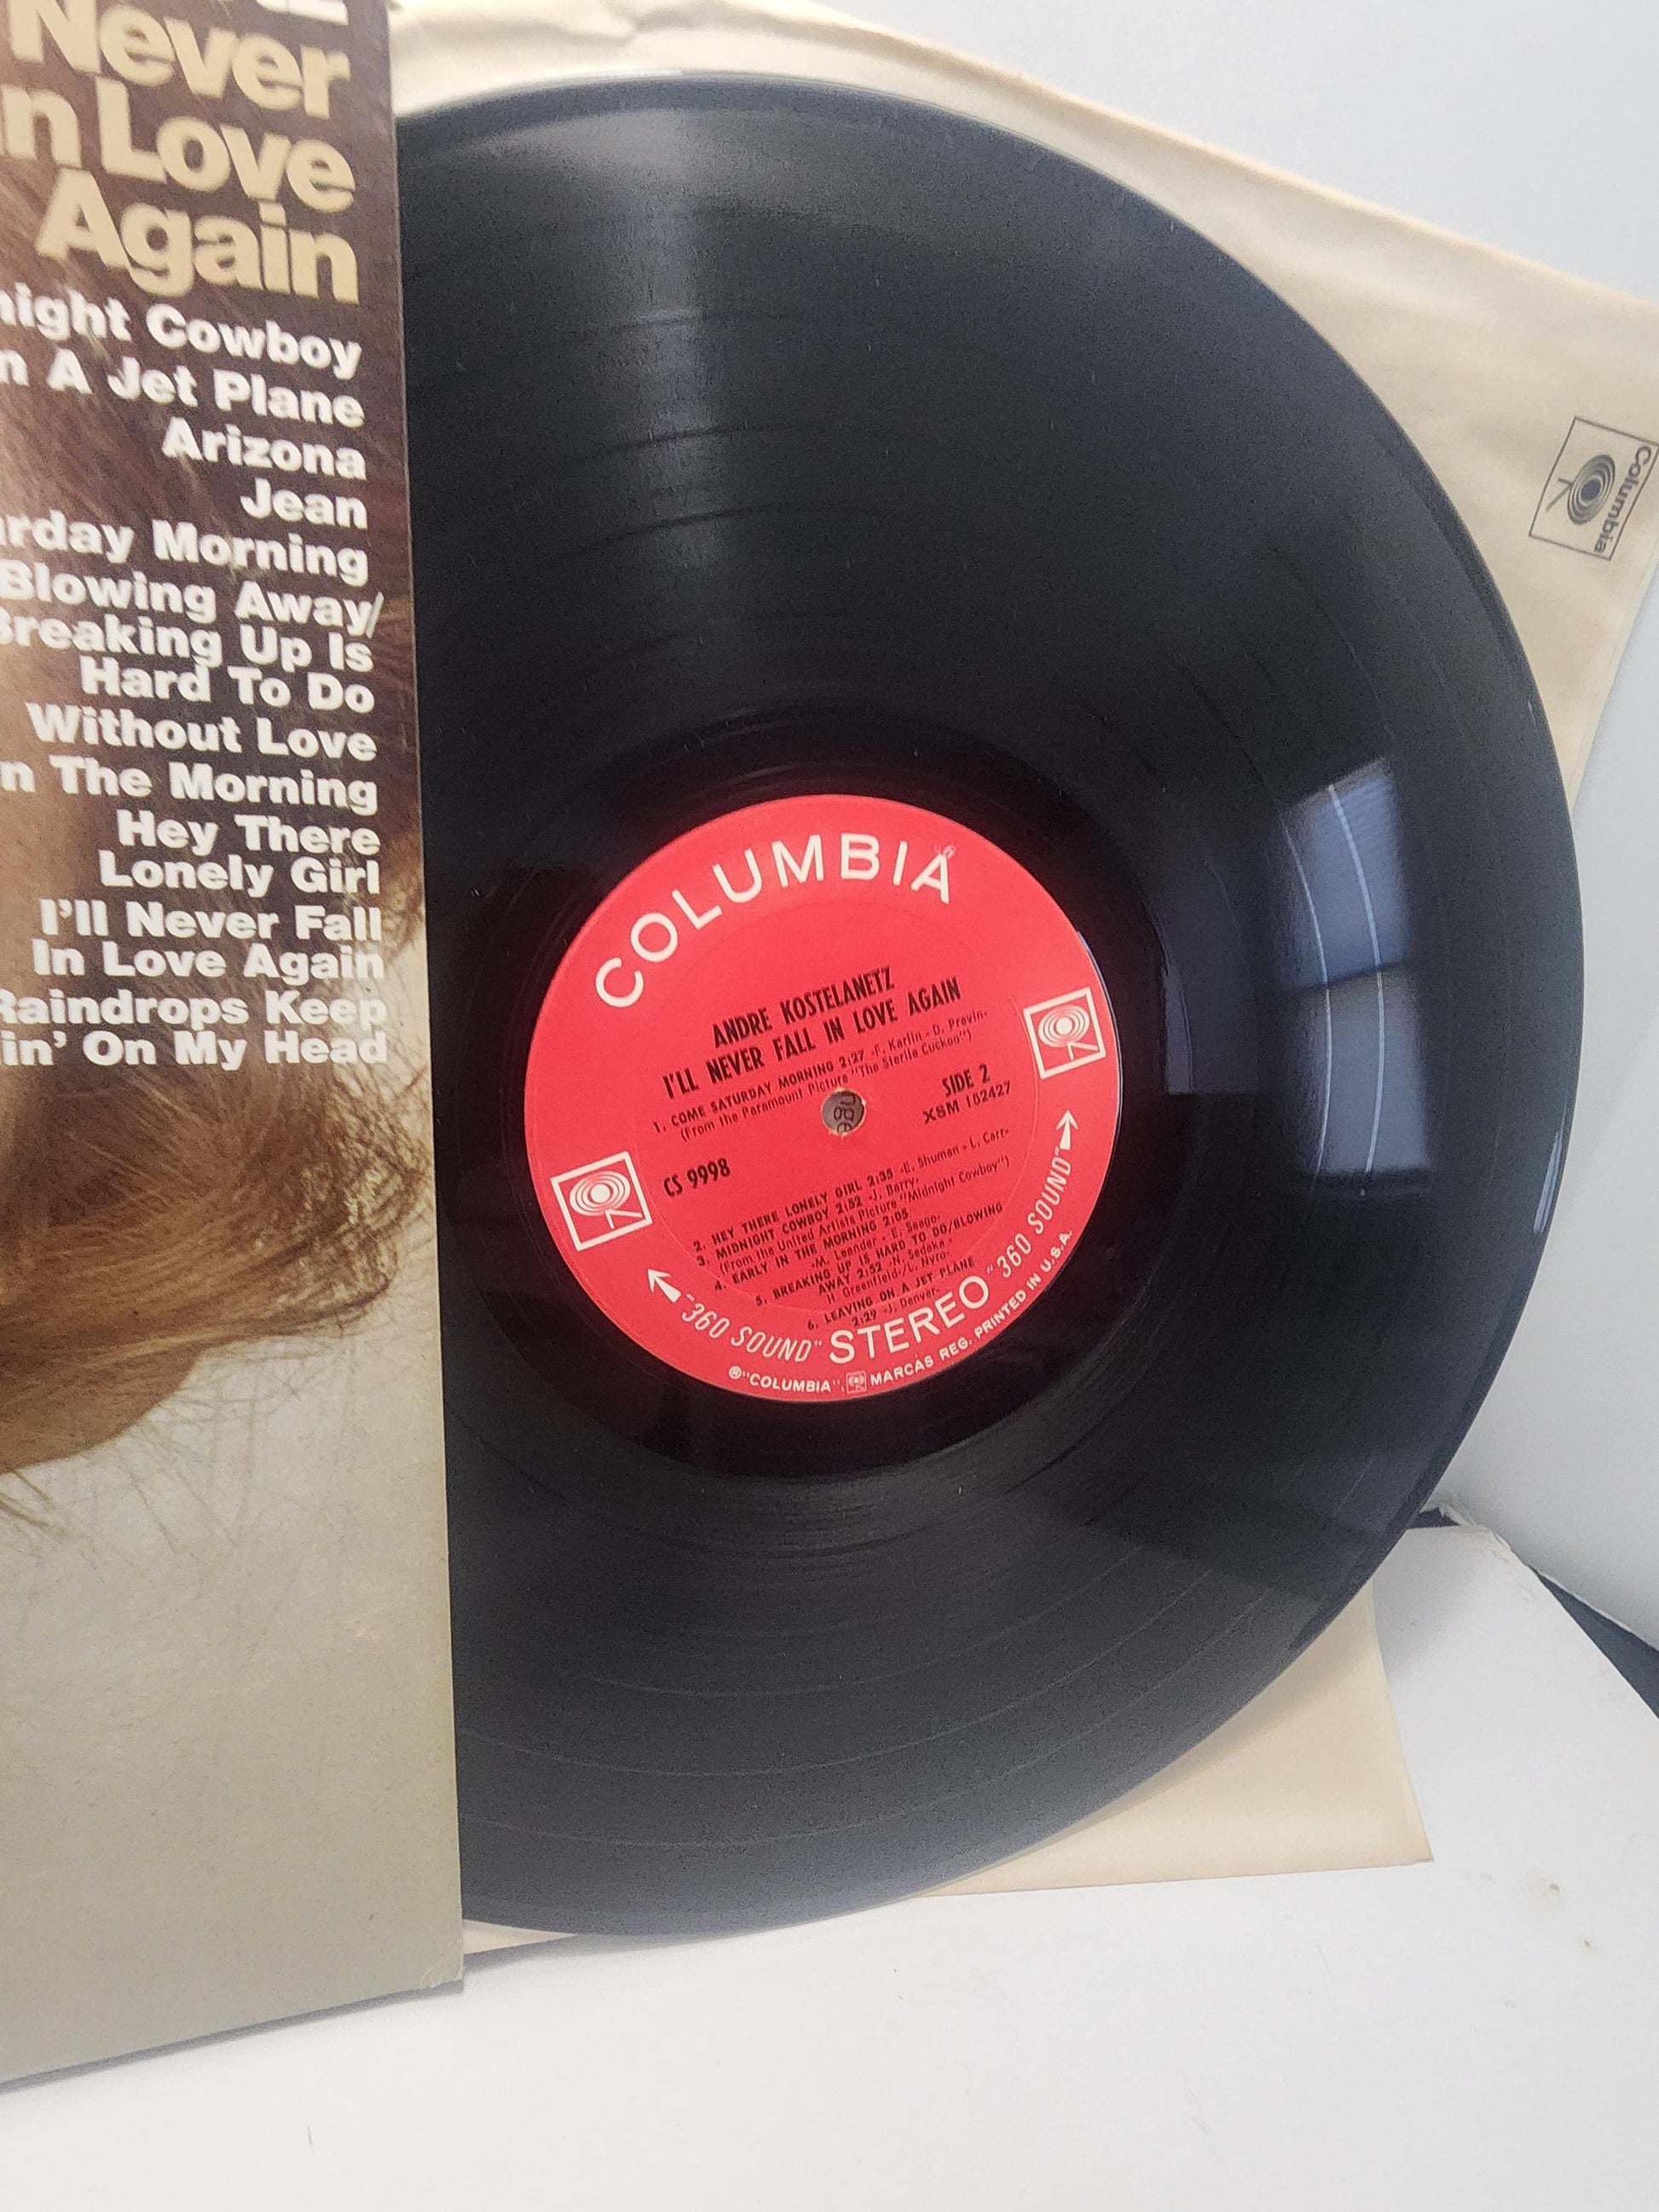 Never
n Love
Again
night Cowboy
n A Jet Plane
Arizona
Jean
urday Morning
Blowing Away/
Breaking Up Is
Hard To Do
Without Love
n The Morning
Hey There
Lonely Girl
I'll Never Fall
In Love Again
Raindrops Keep
in' On My Head
Columbia
COLUMBIA
ANDRE KOSTELANETZ
I'LL NEVER FALL IN LOVE AGAIN
1. COME SATURDAY MORNING 2:27 -F. Karlin - D. Previn-
(From the Paramount Picture "The Sterile Cuckoo")
SIDE 2
XSM 152427
CS 9998
2. HEY THERE LONELY GIRL 2:35 -E. Shuman - L. Carr-
3. MIDNIGHT COWBOY 2:52 -J. Barry-
(From the United Artists Picture "Midnight Cowboy")
4. EARLY IN THE MORNING 2:05
-M. Leander - E. Seago-
5. BREAKING UP IS HARD TO DO/BLOWING
AWAY 2:52 -N. Sedaka -
H. Greenfield-/L. Nyro-
6. LEAVING ON A JET PLANE
2:29 -J. Denver-
"360 SOUND" STEREO "360 SOUND"
®"COLUMBIA", MARCAS REG. PRINTED IN U.S.A.